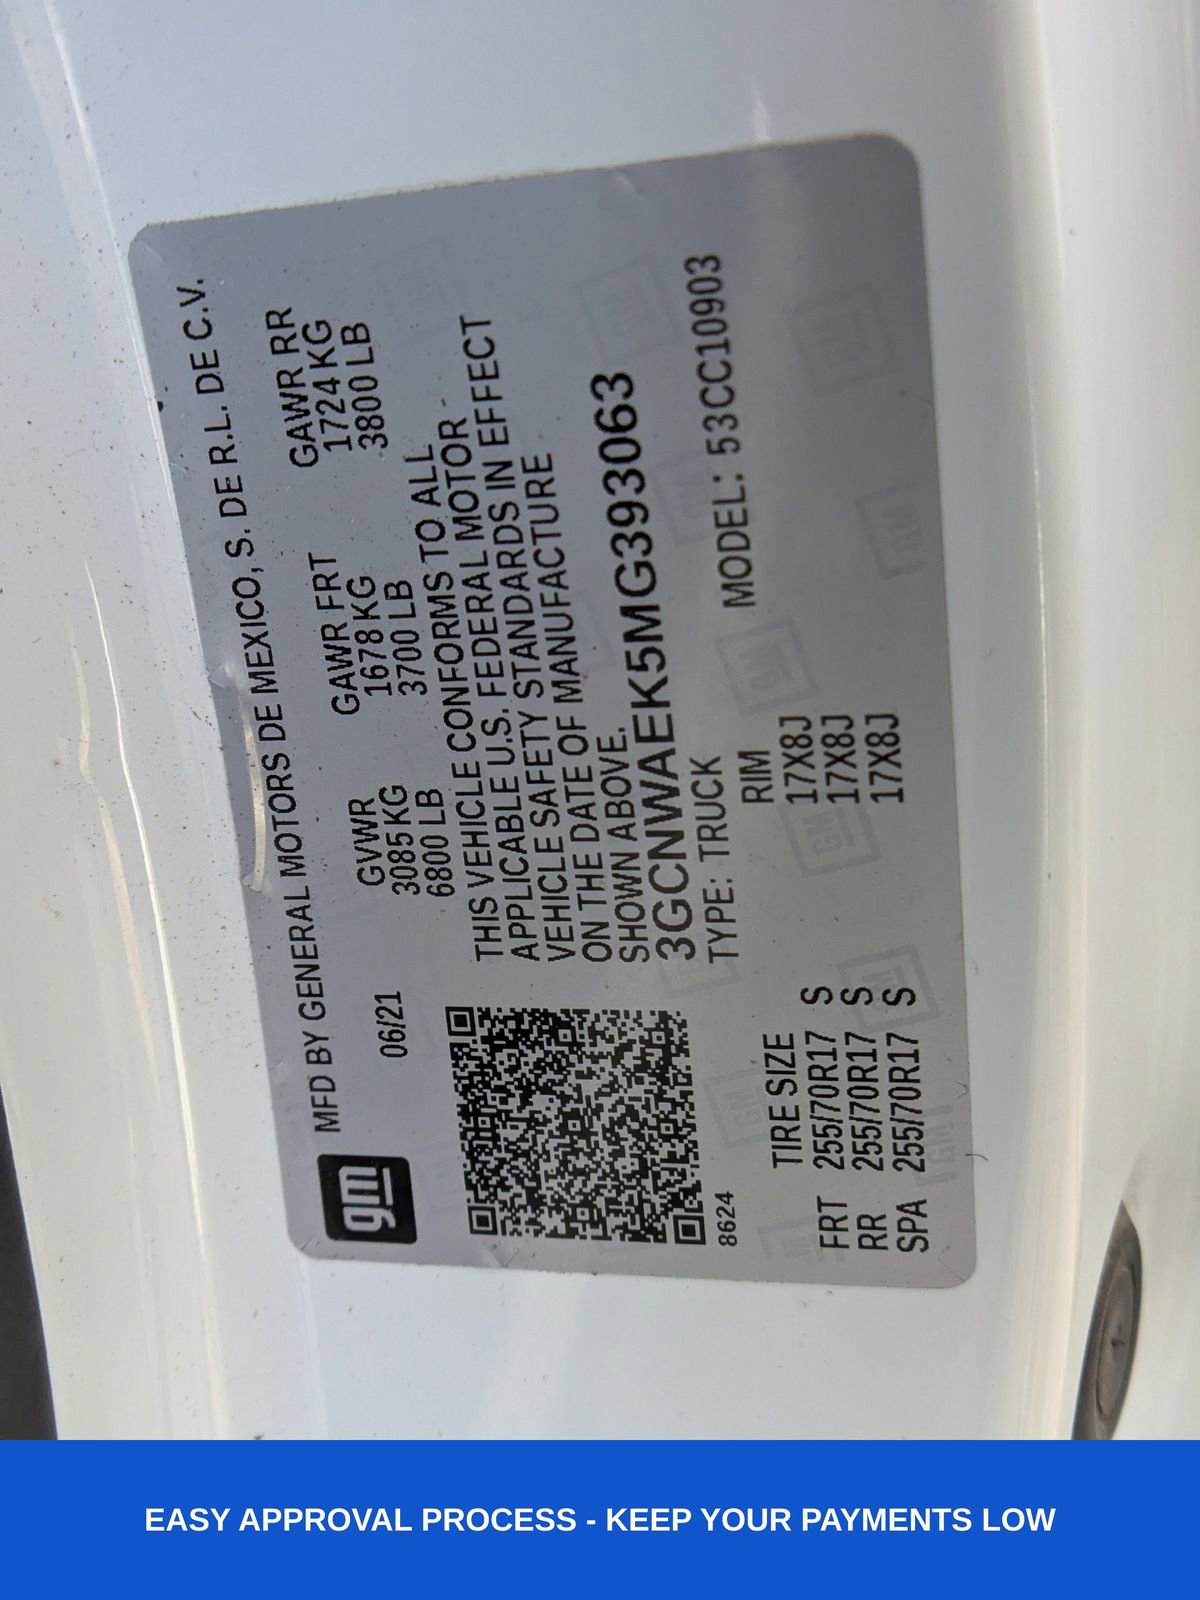 gm
MFD BY GENERAL MOTORS DE MEXICO, S. DE R.L. DE C.V.
06/21
GVWR GAWR FRT GAWR RR
3085 KG 1678 KG 1724 KG
6800 LB 3700 LB 3800 LB
THIS VEHICLE CONFORMS TO ALL
APPLICABLE U.S. FEDERAL MOTOR
VEHICLE SAFETY STANDARDS IN EFFECT
ON THE DATE OF MANUFACTURE
SHOWN ABOVE.
3GCNWAEK5MG393063
TYPE: TRUCK MODEL: 53CC10903
8624
TIRE SIZE RIM
FRT 255/70R17 S 17X8J
RR 255/70R17 S 17X8J
SPA 255/70R17 S 17X8J
EASY APPROVAL PROCESS - KEEP YOUR PAYMENTS LOW